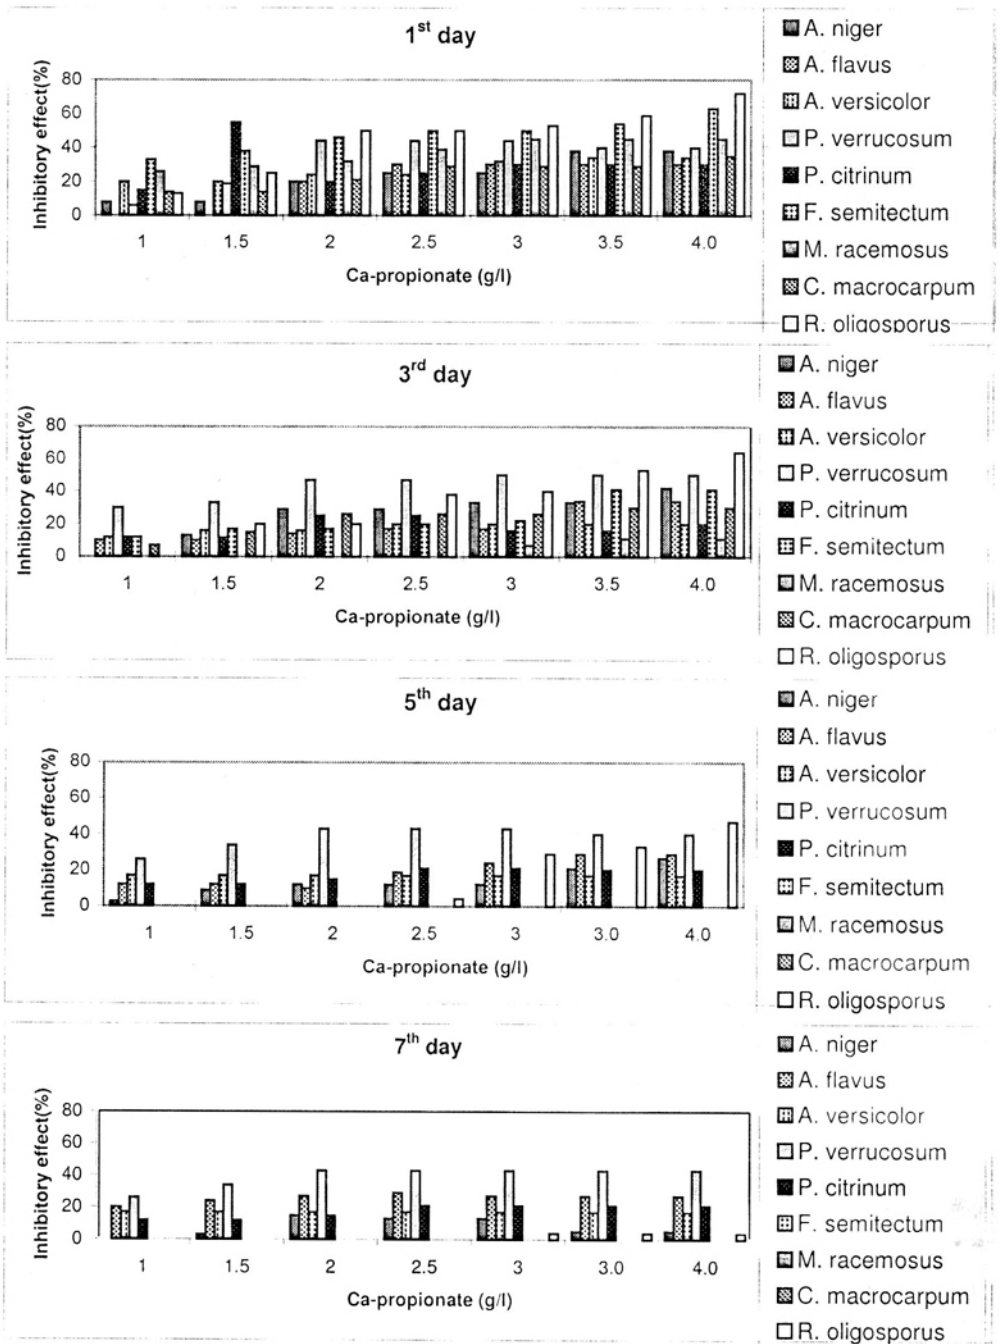 1st day
Inhibitory effect(%)
80
60
40
20
0
1 1.5 2 2.5 3 3.5 4.0
Ca-propionate (g/l)
A. niger
A. flavus
A. versicolor
P. verrucosum
P. citrinum
F. semitectum
M. racemosus
C. macrocarpum
R. oligosporus
3rd day
Inhibitory effect(%)
80
60
40
20
0
1 1.5 2 2.5 3 3.5 4.0
Ca-propionate (g/l)
A. niger
A. flavus
A. versicolor
P. verrucosum
P. citrinum
F. semitectum
M. racemosus
C. macrocarpum
R. oligosporus
5th day
Inhibitory effect(%)
80
60
40
20
0
1 1.5 2 2.5 3 3.0 4.0
Ca-propionate (g/l)
A. niger
A. flavus
A. versicolor
P. verrucosum
P. citrinum
F. semitectum
M. racemosus
C. macrocarpum
R. oligosporus
7th day
Inhibitory effect(%)
80
60
40
20
0
1 1.5 2 2.5 3 3.0 4.0
Ca-propionate (g/l)
A. niger
A. flavus
A. versicolor
P. verrucosum
P. citrinum
F. semitectum
M. racemosus
C. macrocarpum
R. oligosporus